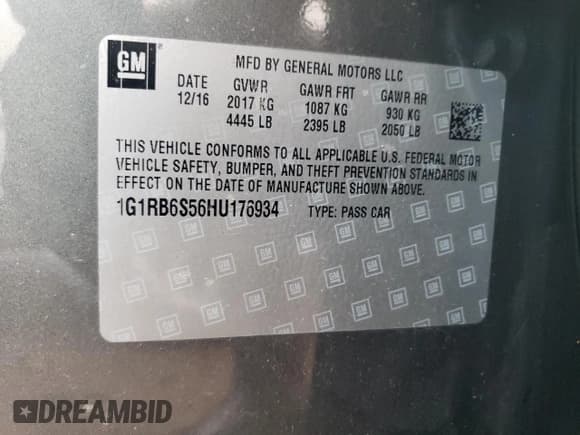 GM
MFD BY GENERAL MOTORS LLC
DATE GVWR GAWR FRT GAWR RR
12/16 2017 KG 1087 KG 930 KG
4445 LB 2395 LB 2050 LB
THIS VEHICLE CONFORMS TO ALL APPLICABLE U.S. FEDERAL MOTOR
VEHICLE SAFETY, BUMPER, AND THEFT PREVENTION STANDARDS IN
EFFECT ON THE DATE OF MANUFACTURE SHOWN ABOVE.
1G1RB6S56HU176934 TYPE: PASS CAR
DREAMBID